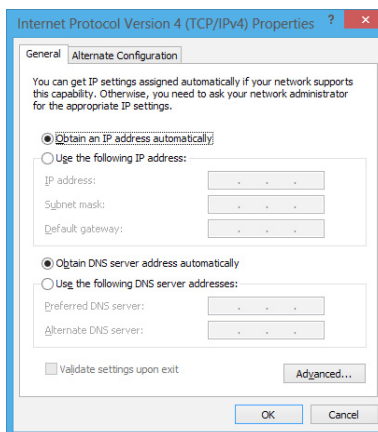 Internet Protocol Version 4 (TCP/IPv4) Properties ? ×
General Alternate Configuration
You can get IP settings assigned automatically if your network supports
this capability. Otherwise, you need to ask your network administrator
for the appropriate IP settings.
Obtain an IP address automatically
Use the following IP address:
IP address: . . .
Subnet mask: . . .
Default gateway: . . .
Obtain DNS server address automatically
Use the following DNS server addresses:
Preferred DNS server: . . .
Alternate DNS server: . . .
Validate settings upon exit
Advanced...
OK Cancel